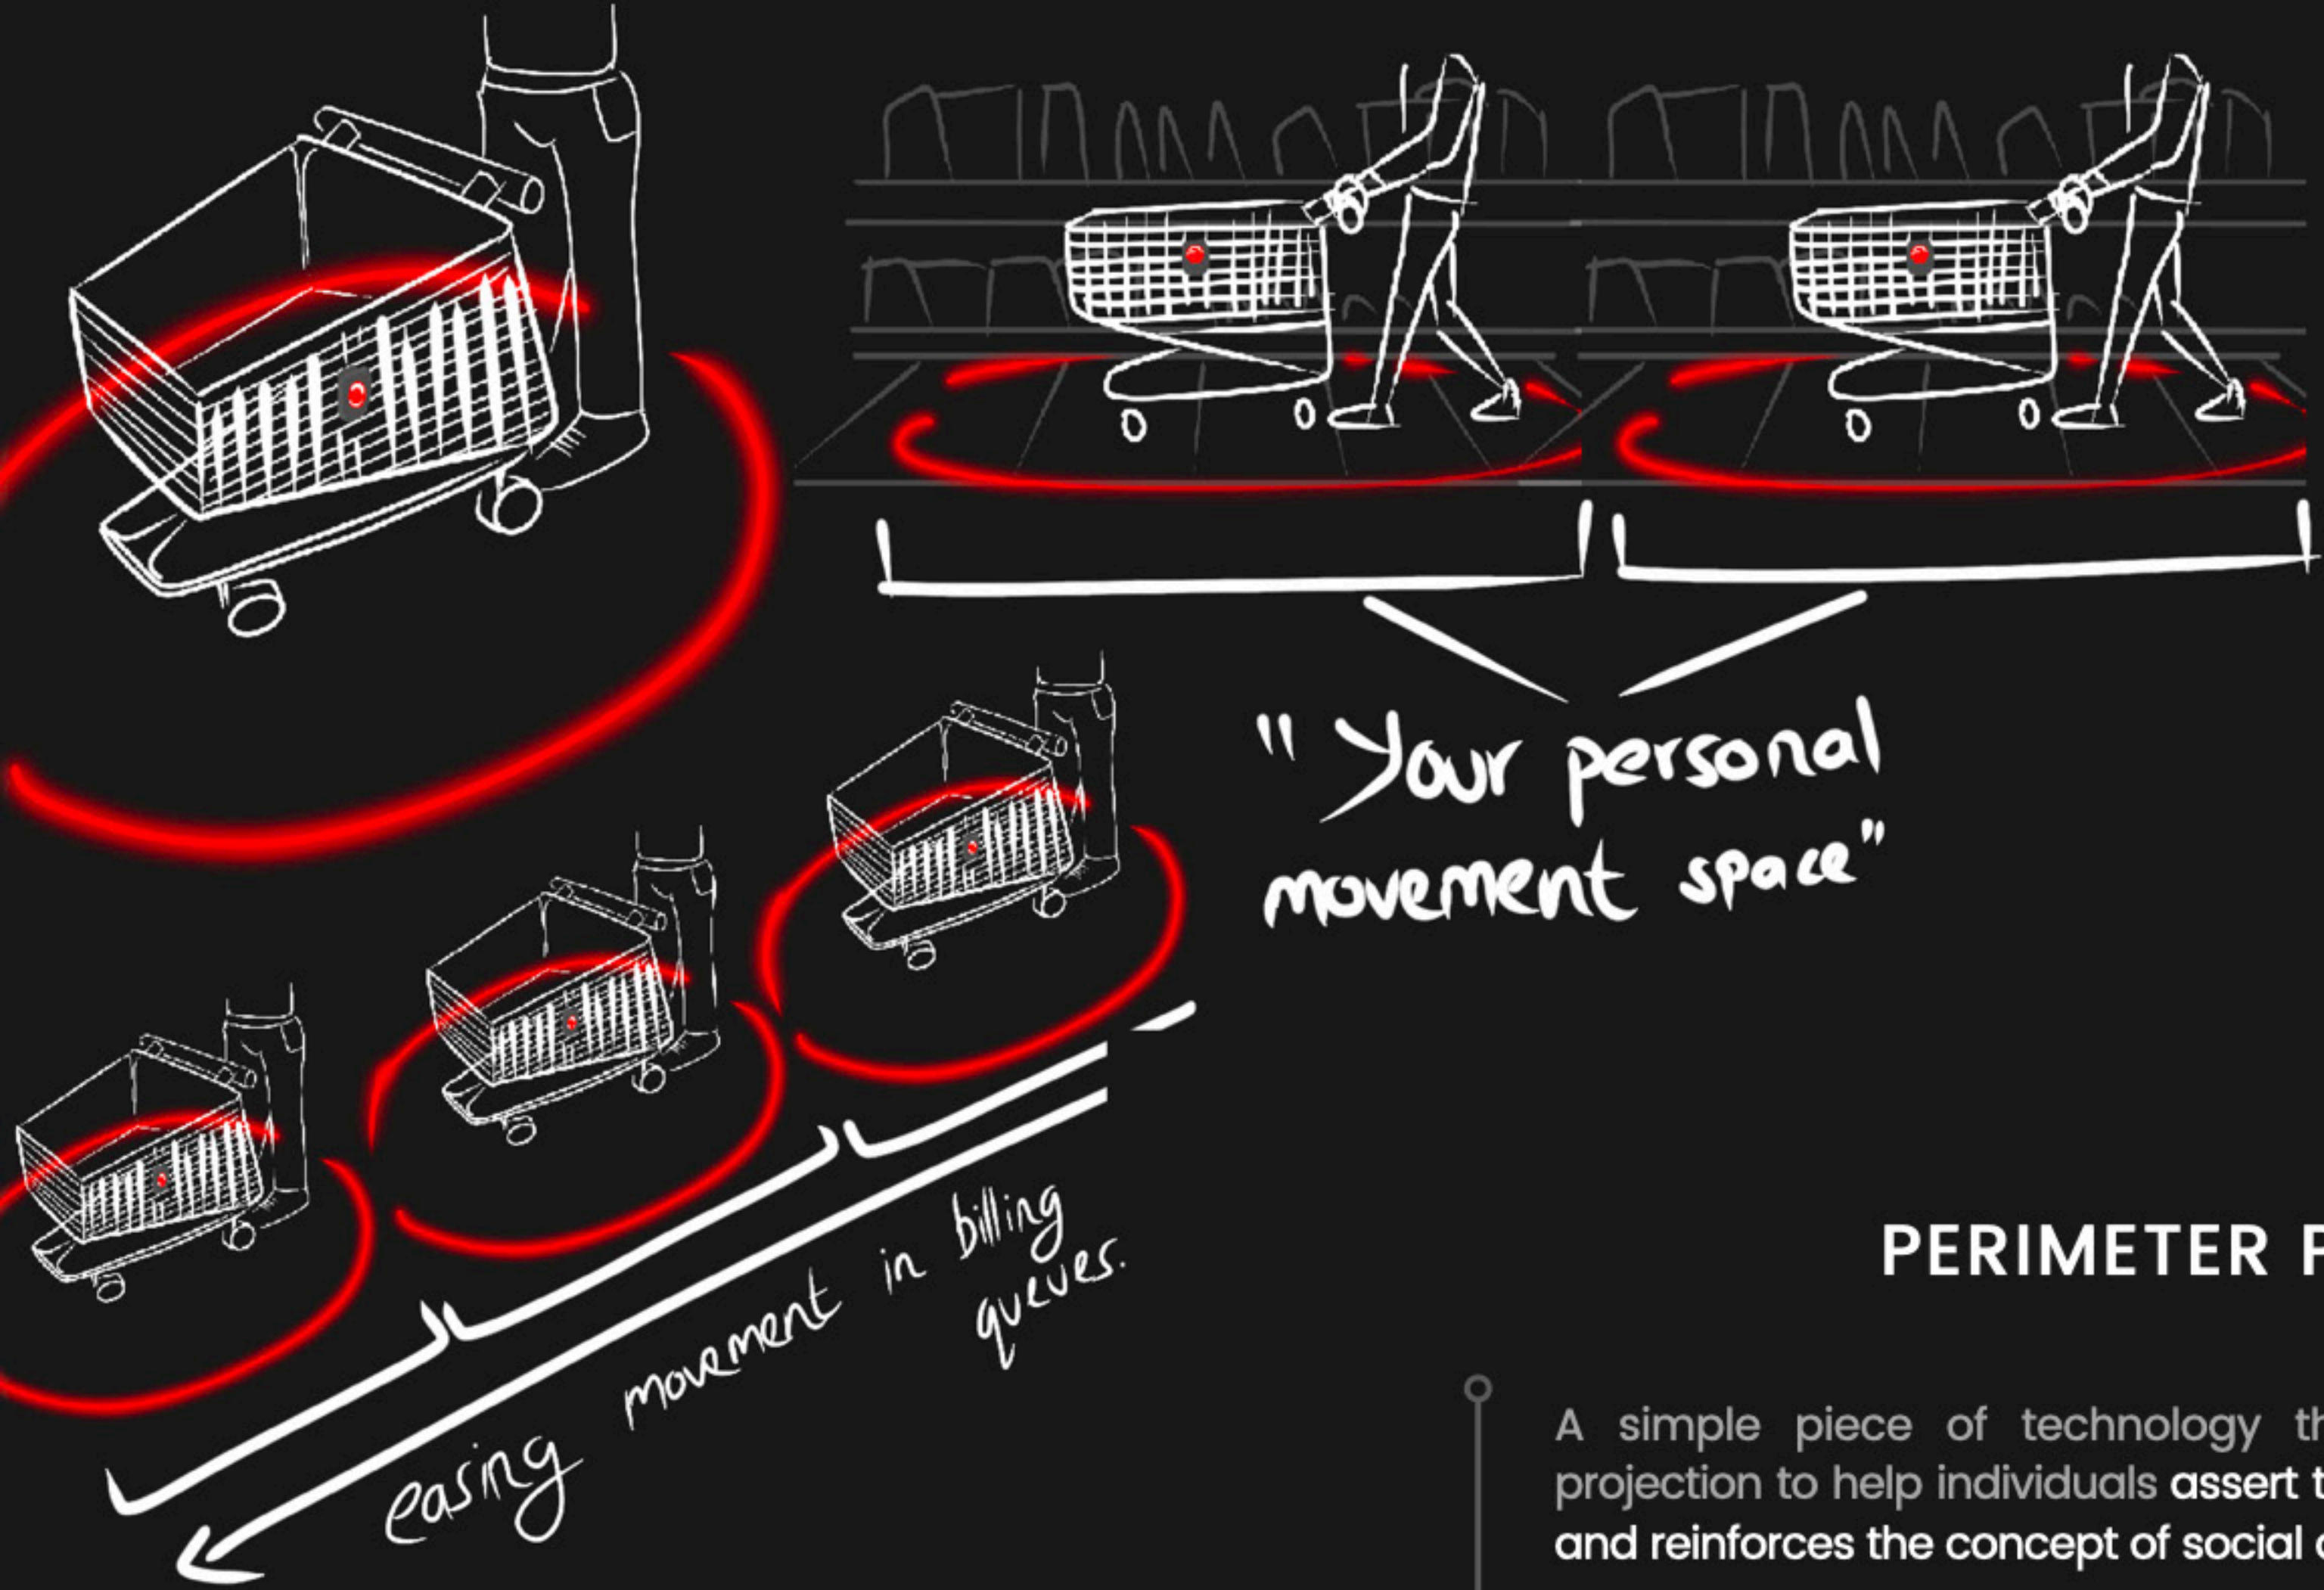 "Your personal
movement space"
easing movement in billing
queues.
PERIMETER
A simple piece of technology
projection to help individuals assert
and reinforces the concept of social